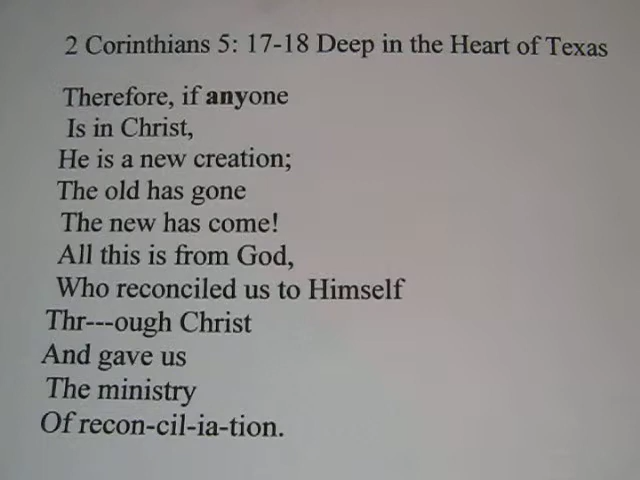 2 Corinthians 5: 17-18 Deep in the Heart of Texas
Therefore, if anyone
Is in Christ,
He is a new creation;
The old has gone
The new has come!
All this is from God,
Who reconciled us to Himself
Thr---ough Christ
And gave us
The ministry
Of recon-cil-ia-tion.